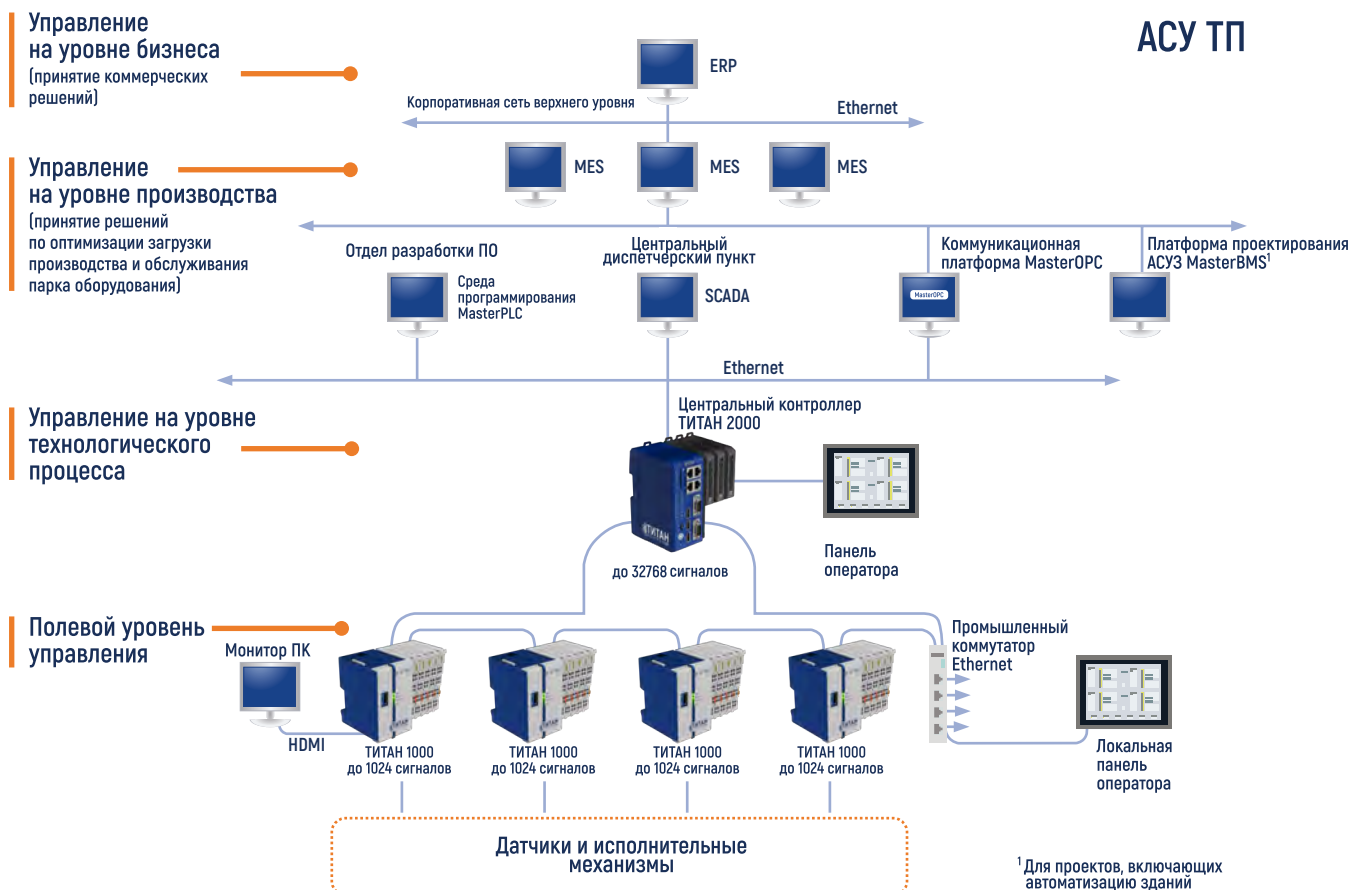 Управление
на уровне бизнеса
(принятие коммерческих
решений)
АСУ ТП
ERP
Корпоративная сеть верхнего уровня
Ethernet
Управление
на уровне производства
(принятие решений
по оптимизации загрузки
производства и обслуживания
парка оборудования)
MES
MES
MES
Отдел разработки ПО
Среда
программирования
MasterPLC
Центральный
диспетчерский пункт
SCADA
Коммуникационная
платформа MasterOPC
MasterOPC
Платформа проектирования
АСУЗ MasterBMS¹
Ethernet
Управление на уровне
технологического
процесса
Центральный контроллер
ТИТАН 2000
ТИТАН
до 32768 сигналов
Панель
оператора
Полевой уровень
управления
Монитор ПК
HDMI
ТИТАН
ТИТАН
ТИТАН
ТИТАН
ТИТАН 1000
до 1024 сигналов
ТИТАН 1000
до 1024 сигналов
ТИТАН 1000
до 1024 сигналов
ТИТАН 1000
до 1024 сигналов
Промышленный
коммутатор
Ethernet
Локальная
панель
оператора
Датчики и исполнительные
механизмы
¹ Для проектов, включающих
автоматизацию зданий